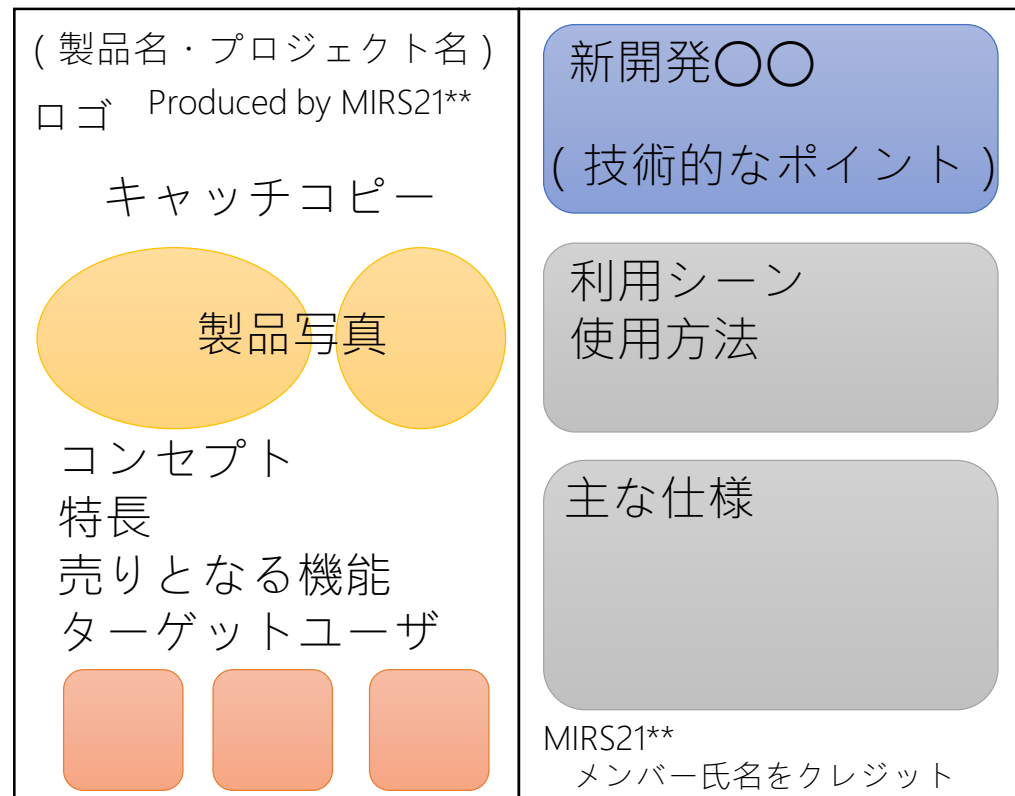 (製品名・プロジェクト名)
ロゴ Produced by MIRS21**
キャッチコピー
製品写真
コンセプト
特長
売りとなる機能
ターゲットユーザ
新開発〇〇
(技術的なポイント)
利用シーン
使用方法
主な仕様
MIRS21**
メンバー氏名をクレジット